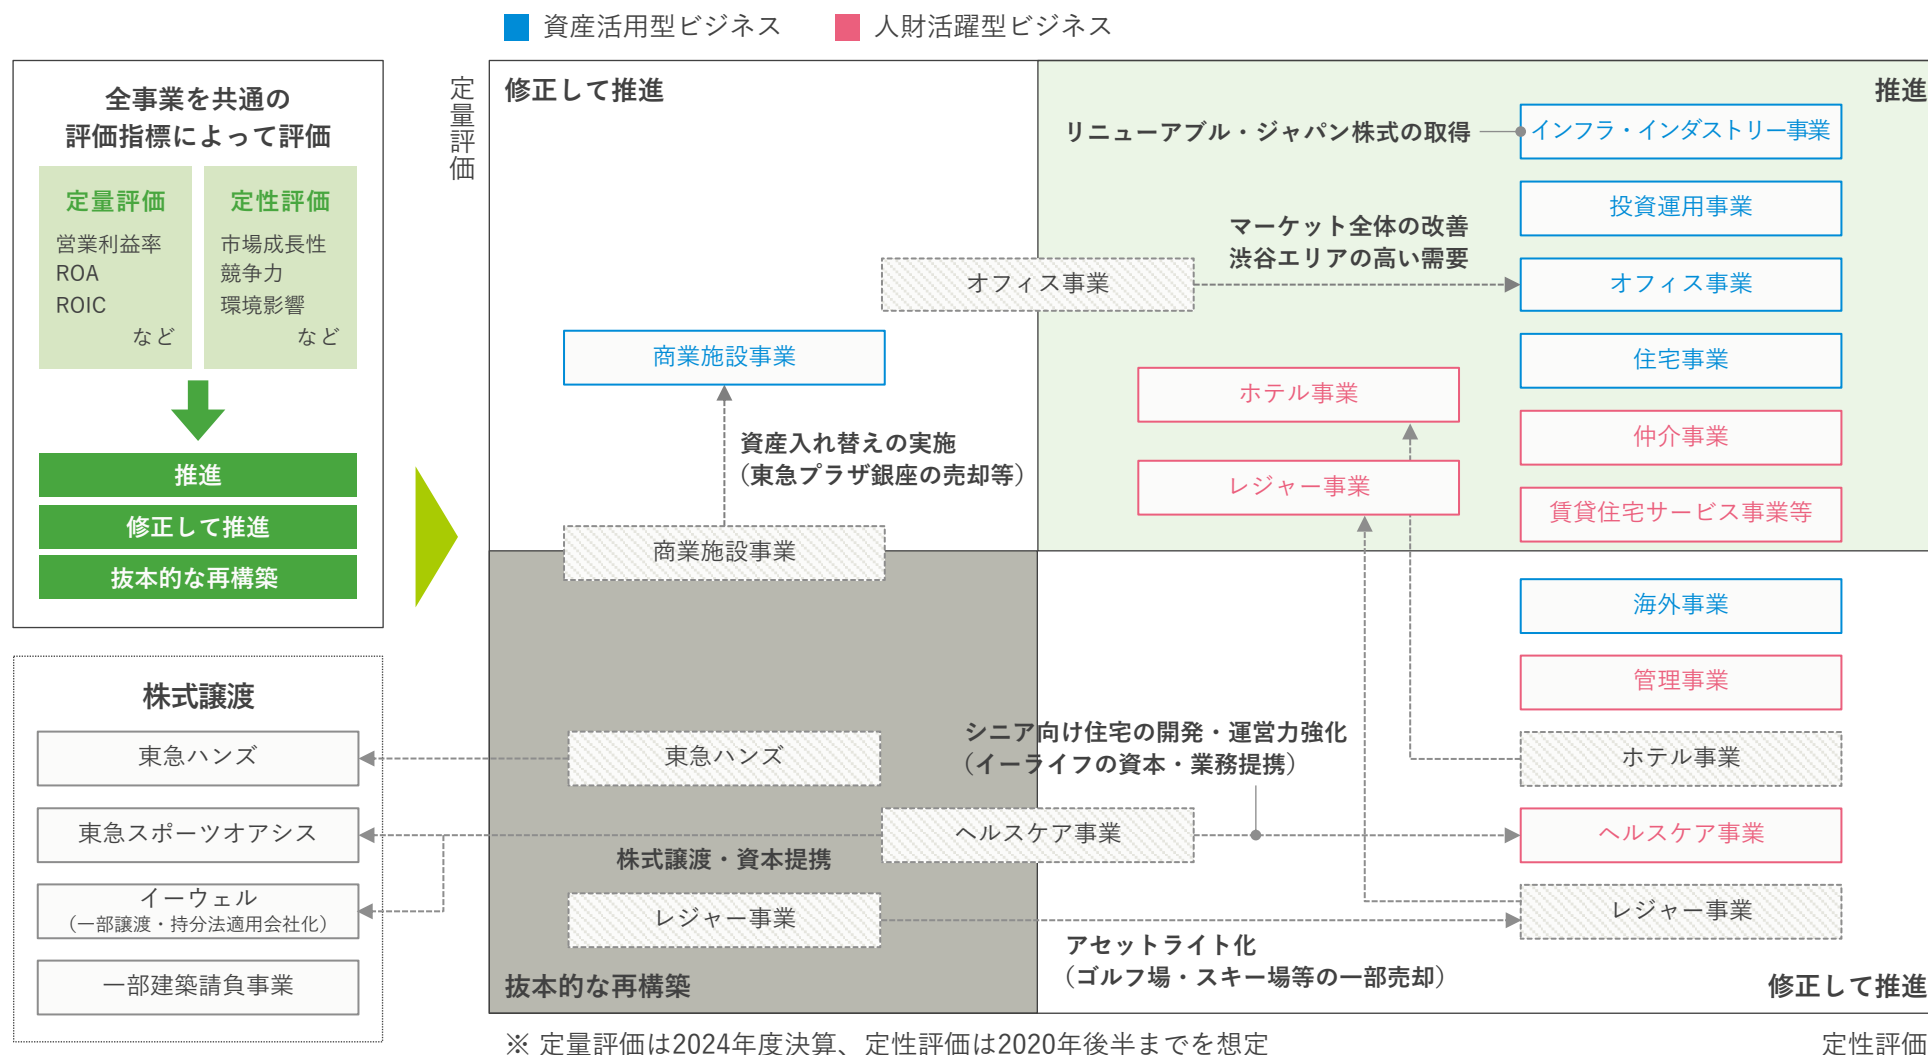 資産活用型ビジネス
人財活躍型ビジネス
全事業を共通の
評価指標によって評価
定量評価
営業利益率
ROA
ROIC
など
定性評価
市場成長性
競争力
環境影響
など
推進
修正して推進
抜本的な再構築
株式譲渡
東急ハンズ
東急スポーツオアシス
イーウェル
（一部譲渡・持分法適用会社化）
一部建築請負事業
定量評価
修正して推進
推進
リニューアブル・ジャパン株式の取得
インフラ・インダストリー事業
投資運用事業
マーケット全体の改善
渋谷エリアの高い需要
オフィス事業
オフィス事業
商業施設事業
住宅事業
ホテル事業
仲介事業
資産入れ替えの実施
（東急プラザ銀座の売却等）
レジャー事業
賃貸住宅サービス事業等
商業施設事業
海外事業
管理事業
シニア向け住宅の開発・運営力強化
（イーライフの資本・業務提携）
東急ハンズ
ホテル事業
ヘルスケア事業
ヘルスケア事業
株式譲渡・資本提携
レジャー事業
レジャー事業
アセットライト化
（ゴルフ場・スキー場等の一部売却）
抜本的な再構築
修正して推進
※ 定量評価は2024年度決算、定性評価は2020年後半までを想定
定性評価